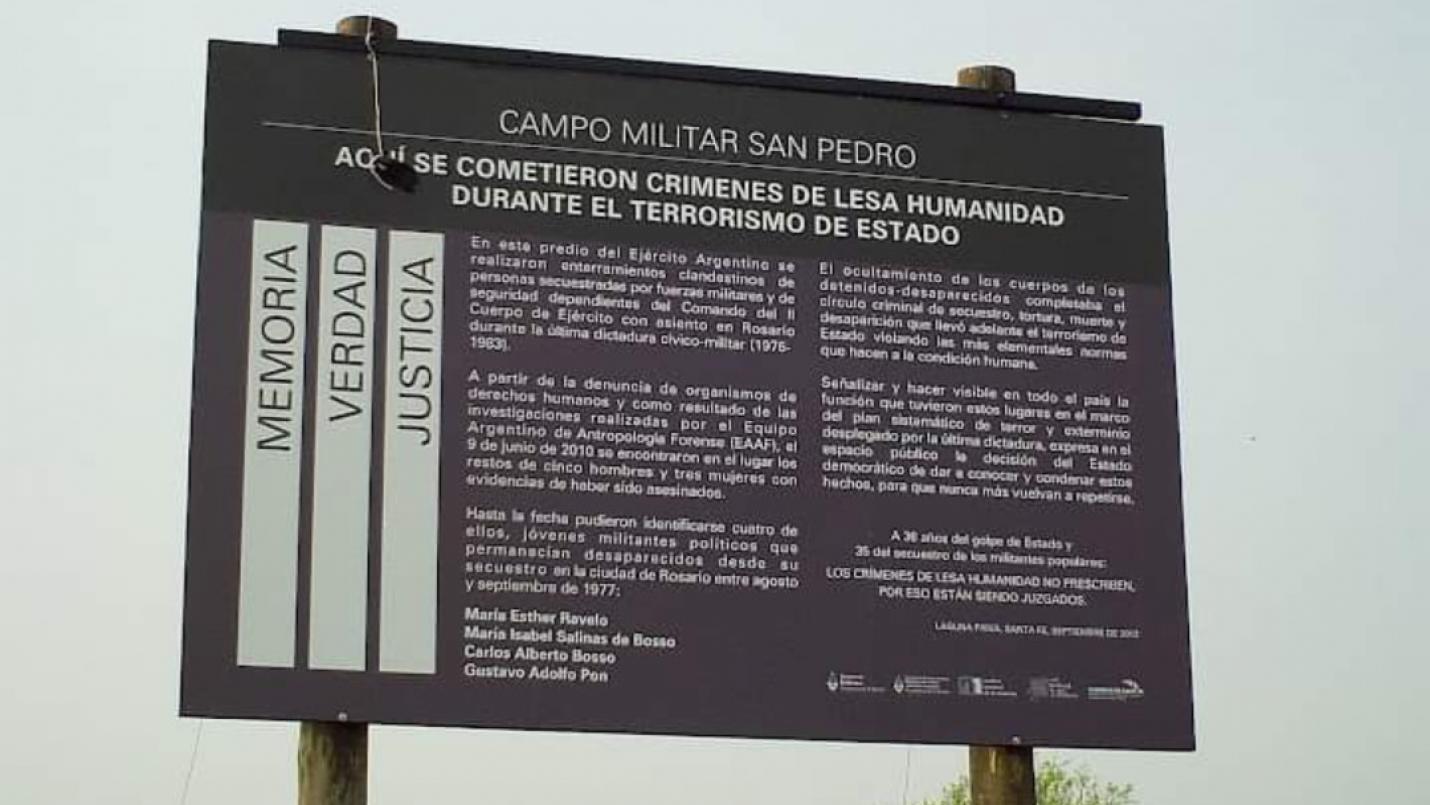 CAMPO MILITAR SAN PEDRO
AQUÍ SE COMETIERON CRIMENES DE LESA HUMANIDAD
DURANTE EL TERRORISMO DE ESTADO
MEMORIA
VERDAD
JUSTICIA
En este predio del Ejército Argentino se
realizaron enterramientos clandestinos de
personas secuestradas por fuerzas militares y de
seguridad dependientes del Comando del II
Cuerpo de Ejército con asiento en Rosario
durante la última dictadura cívico-militar (1976-
1983).
A partir de la denuncia de organismos de
derechos humanos y como resultado de las
investigaciones realizadas por el Equipo
Argentino de Antropología Forense (EAAF), el
9 de junio de 2010 se encontraron en el lugar los
restos de cinco hombres y tres mujeres con
evidencias de haber sido asesinados.
Hasta la fecha pudieron identificarse cuatro de
ellos, jóvenes militantes políticos que
permanecían desaparecidos desde su
secuestro en la ciudad de Rosario entre agosto
y septiembre de 1977:
María Esther Ravelo
María Isabel Salinas de Bosso
Carlos Alberto Bosso
Gustavo Adolfo Pon
El ocultamiento de los cuerpos de los
detenidos-desaparecidos completaba el
círculo criminal de secuestro, tortura, muerte y
desaparición que llevó adelante el terrorismo de
Estado violando las más elementales normas
que hacen a la condición humana.
Señalizar y hacer visible en todo el país la
función que tuvieron estos lugares en el marco
del plan sistemático de terror y exterminio
desplegado por la última dictadura, expresa en el
espacio público la decisión del Estado
democrático de dar a conocer y condenar estos
hechos, para que nunca más vuelvan a repetirse.
A 36 años del golpe de Estado y
35 del secuestro de los militantes populares:
LOS CRÍMENES DE LESA HUMANIDAD NO PRESCRIBEN,
POR ESO ESTÁN SIENDO JUZGADOS.
LAGUNA PAIVA, SANTA FE, SEPTIEMBRE DE 2012